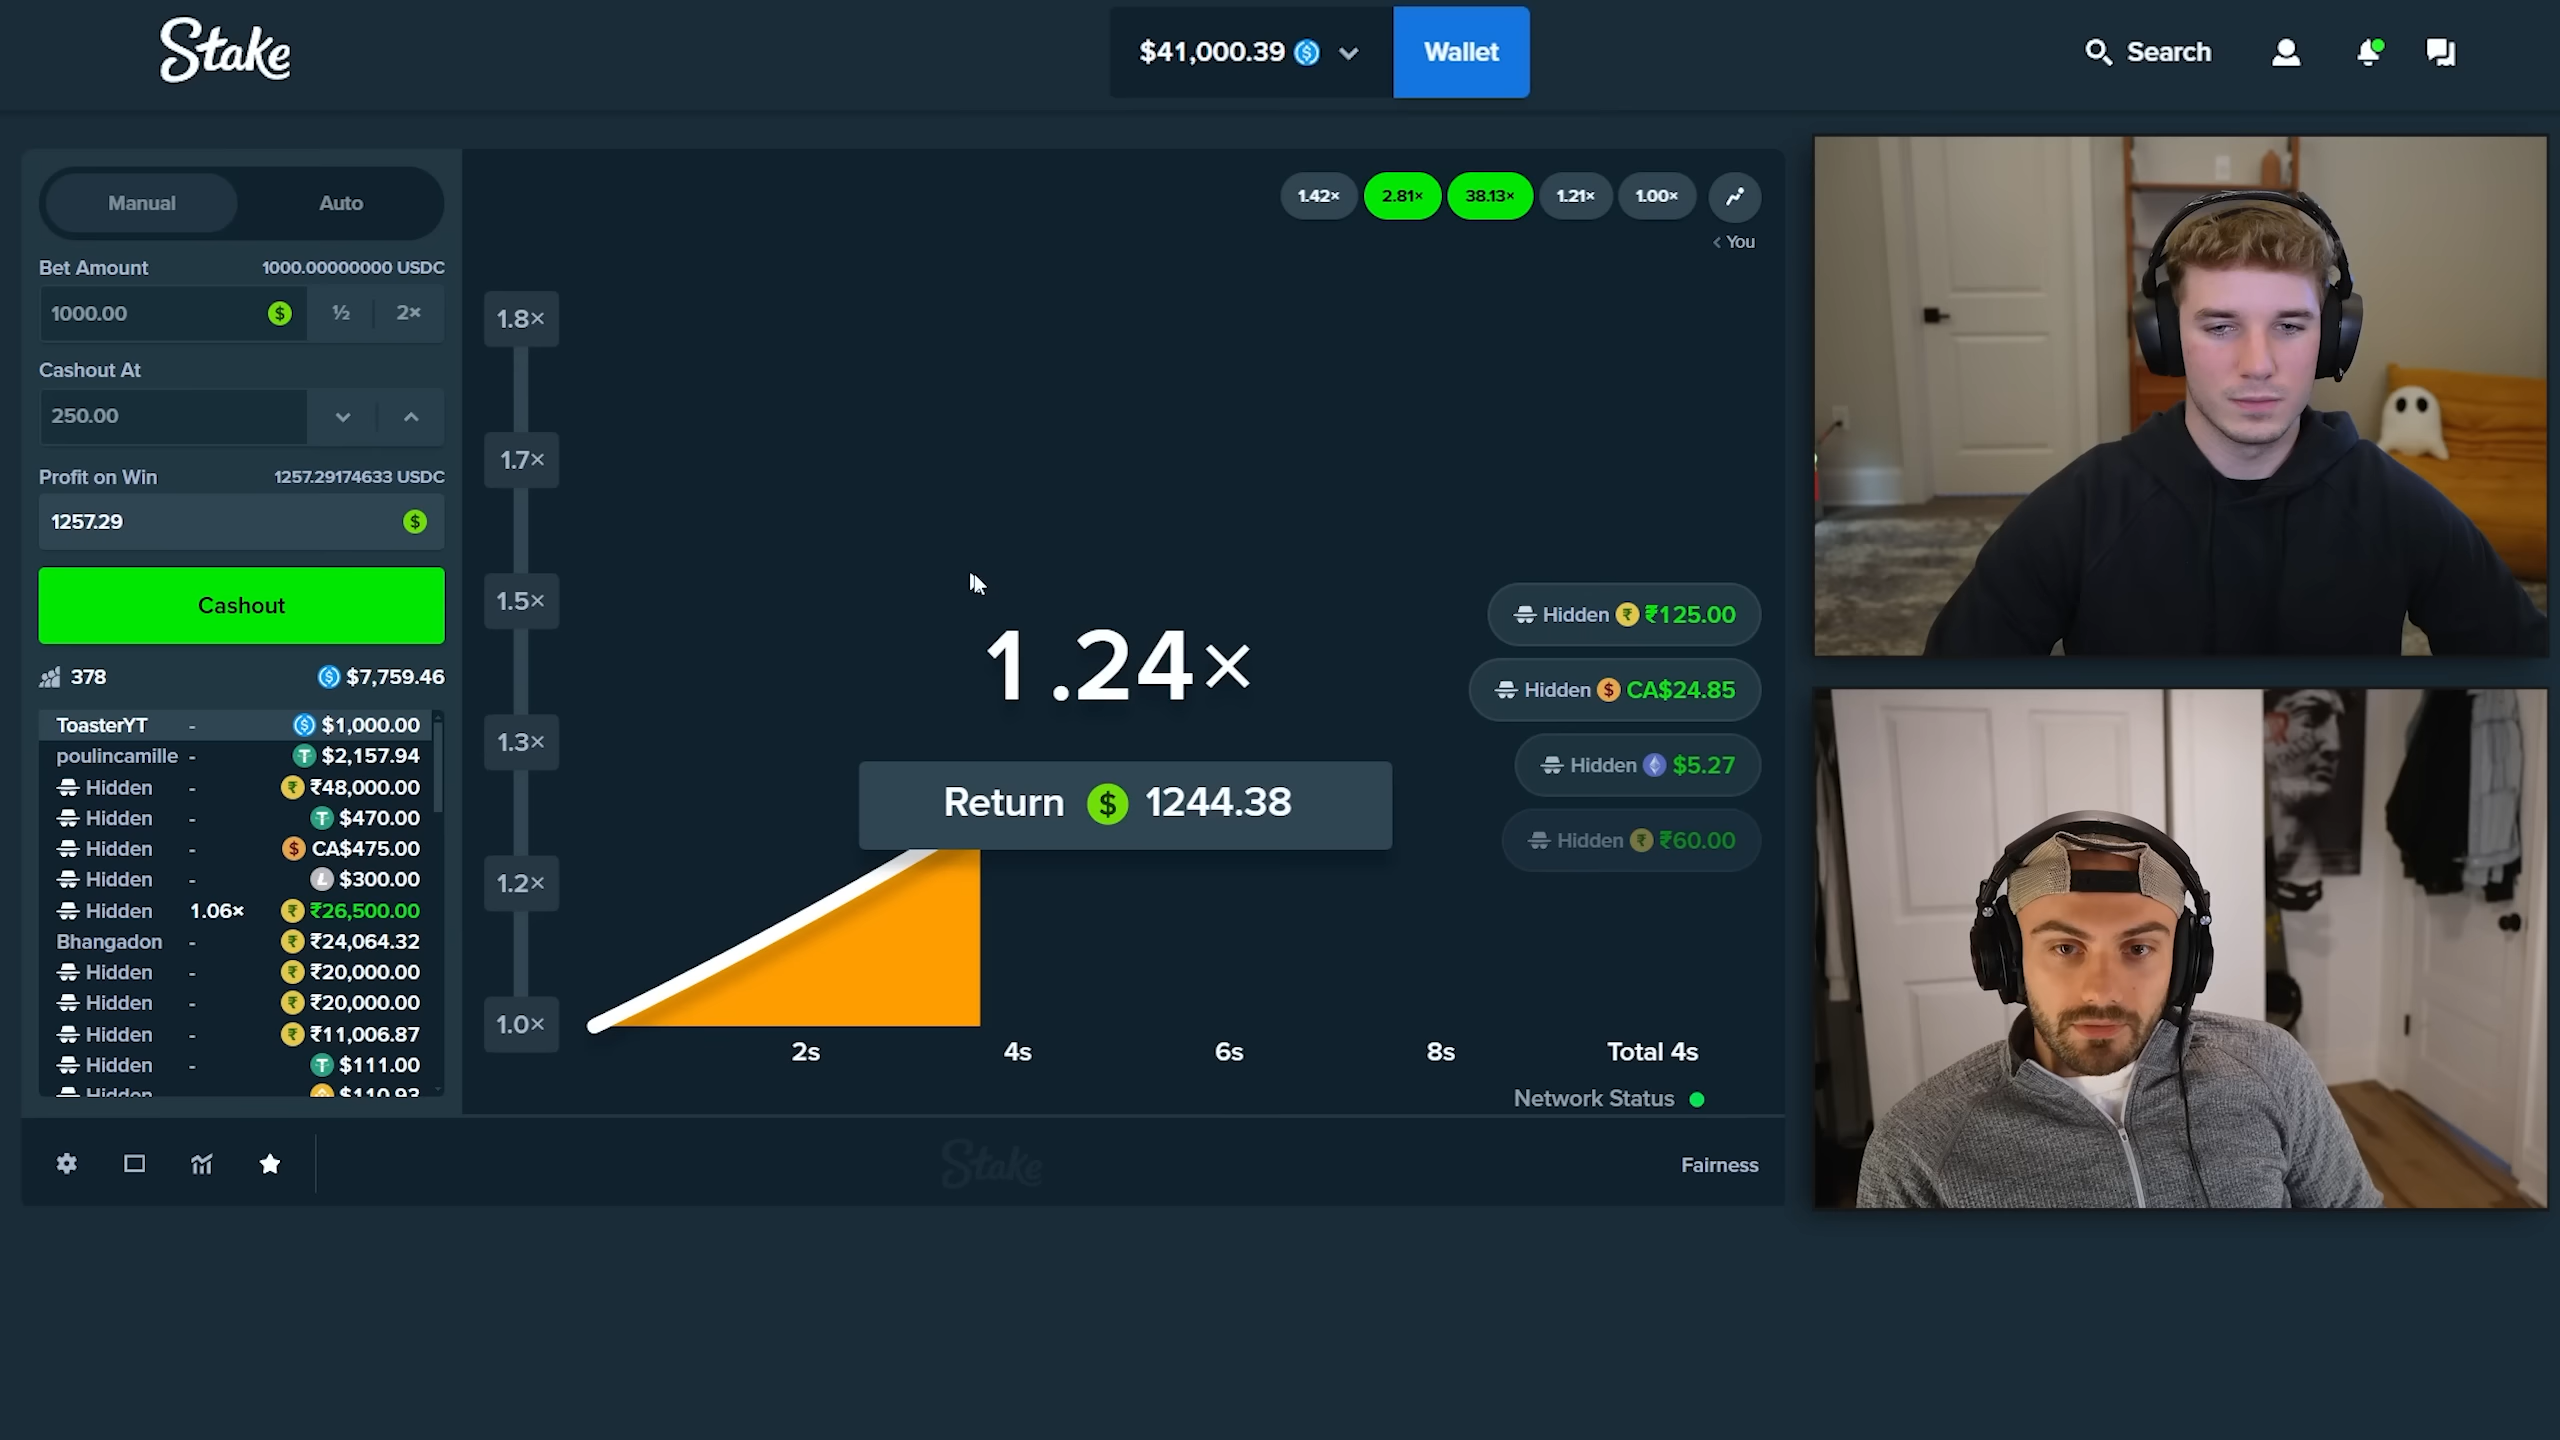 Stake
$41,000.39
Wallet
Search
Manual
Auto
Bet Amount
1000.00000000 USDC
1000.00
½
2×
Cashout At
250.00
Profit on Win
1257.29174633 USDC
1257.29
Cashout
378
$7,759.46
ToasterYT - $1,000.00
poulincamille - $2,157.94
Hidden - ₹48,000.00
Hidden - $470.00
Hidden - CA$475.00
Hidden - $300.00
Hidden 1.06× ₹26,500.00
Bhangadon - ₹24,064.32
Hidden - ₹20,000.00
Hidden - ₹20,000.00
Hidden - ₹11,006.87
Hidden - $111.00
Hidden $110.93
1.42× 2.81× 38.13× 1.21× 1.00×
< You
1.8×
1.7×
1.5×
1.3×
1.2×
1.0×
1.24×
Return $ 1244.38
Hidden ₹125.00
Hidden CA$24.85
Hidden $5.27
Hidden ₹60.00
2s 4s 6s 8s Total 4s
Network Status
Stake
Fairness